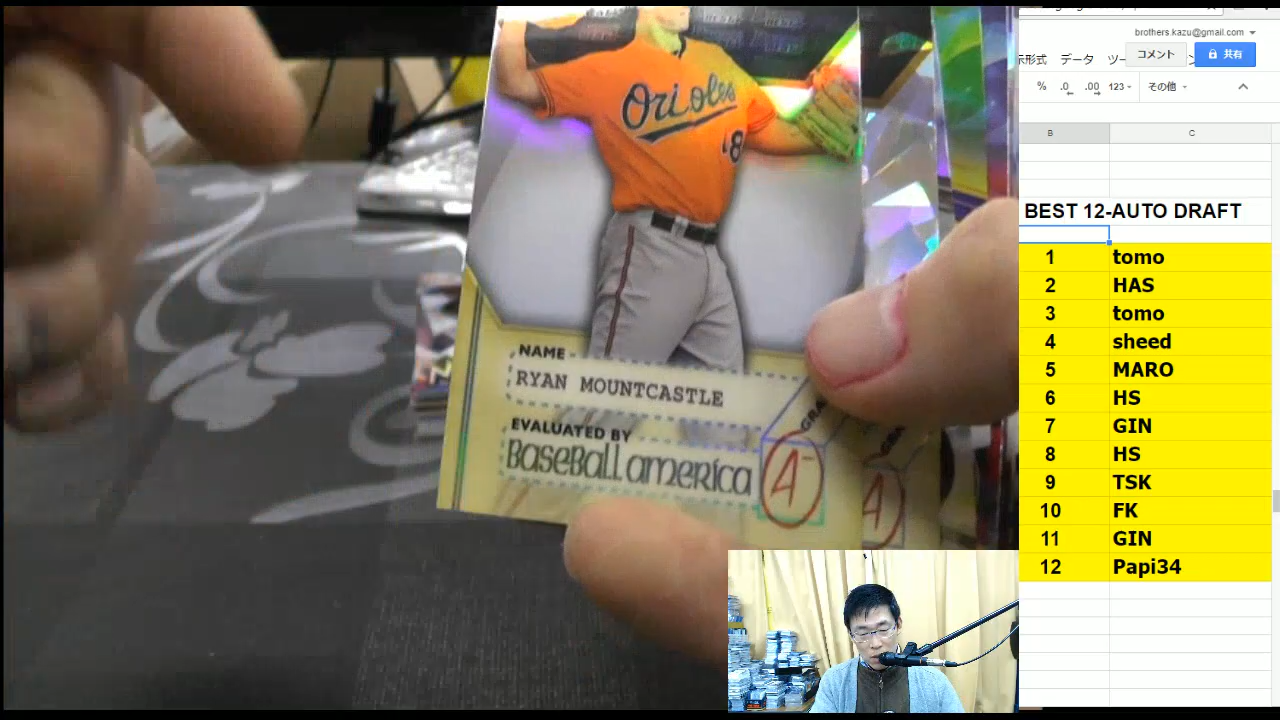 brothers.kazu@gmail.com
示形式 データ ツー
コメント
共有
% .0 .00 123 その他
B C
BEST 12-AUTO DRAFT
1 tomo
2 HAS
3 tomo
4 sheed
5 MARO
6 HS
7 GIN
8 HS
9 TSK
10 FK
11 GIN
12 Papi34
Orioles
NAME
RYAN MOUNTCASTLE
EVALUATED BY
Baseball america
A-
A